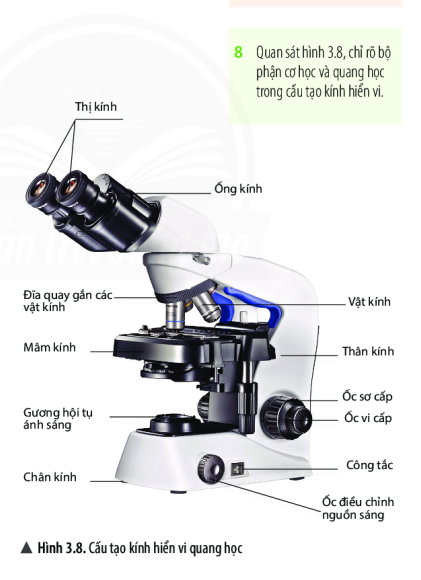 8 Quan sát hình 3.8, chỉ rõ bộ
phận cơ học và quang học
trong cấu tạo kính hiển vi.
Thị kính
Ống kính
Đĩa quay gắn các
vật kính
Vật kính
Mâm kính
Thân kính
Ốc sơ cấp
Gương hội tụ
ánh sáng
Ốc vi cấp
Công tắc
Chân kính
Ốc điều chỉnh
nguồn sáng
▲ Hình 3.8. Cấu tạo kính hiển vi quang học